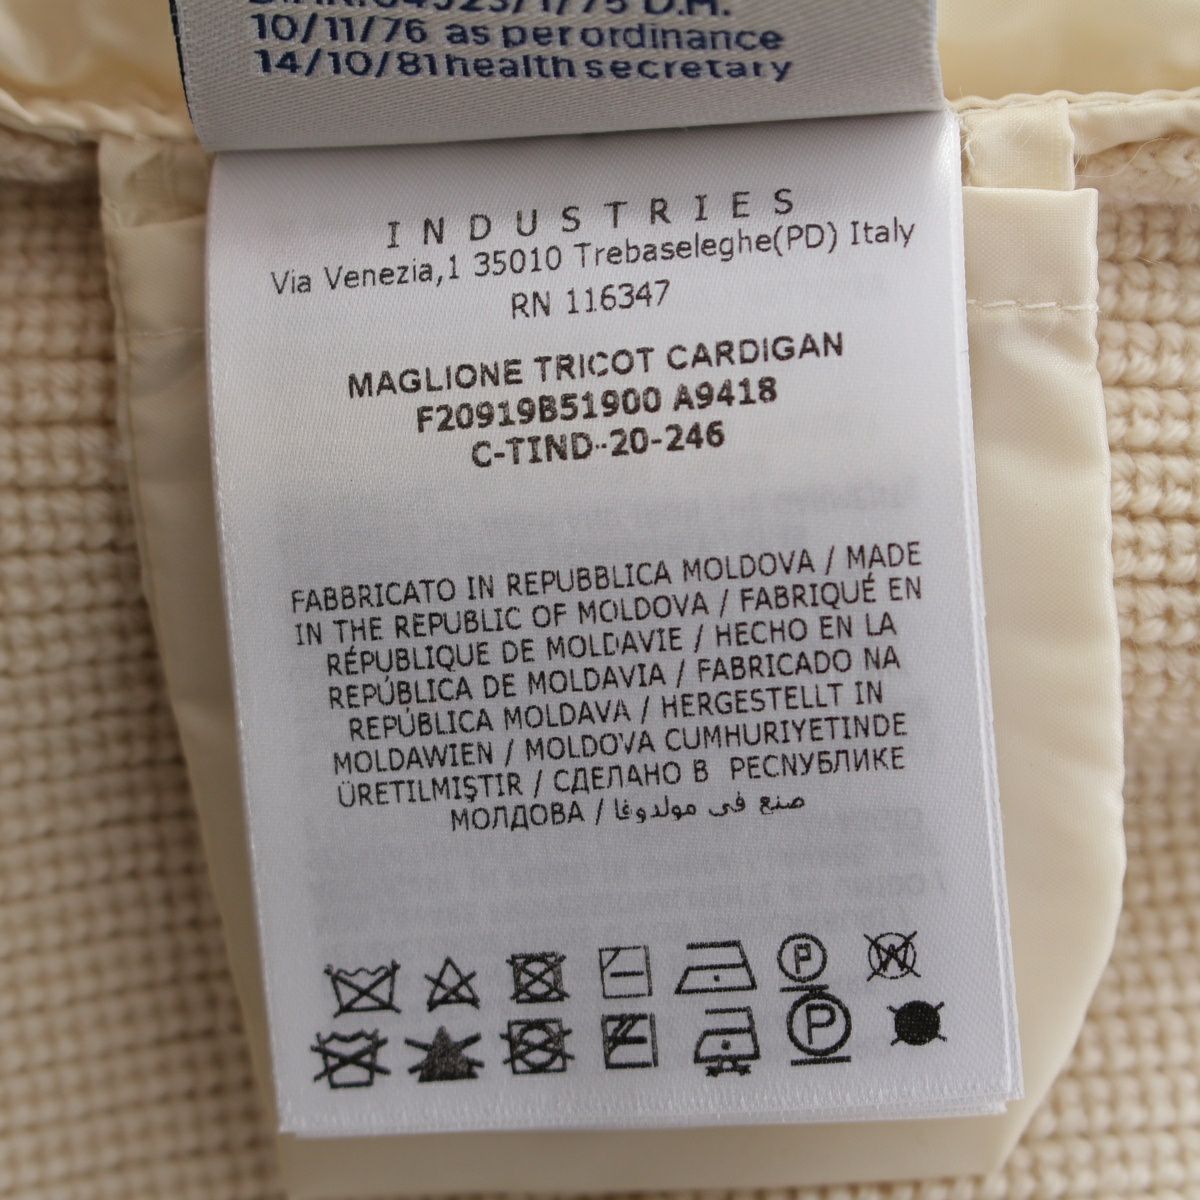 10/11/76 as per ordinance
14/10/81 health secretary
INDUSTRIES
Via Venezia,1 35010 Trebaseleghe(PD) Italy
RN 116347
MAGLIONE TRICOT CARDIGAN
F20919B51900 A9418
C-TIND-20-246
FABBRICATO IN REPUBBLICA MOLDOVA / MADE
IN THE REPUBLIC OF MOLDOVA / FABRIQUÉ EN
RÉPUBLIQUE DE MOLDAVIE / HECHO EN LA
REPÚBLICA DE MOLDAVIA / FABRICADO NA
REPÚBLICA MOLDAVA / HERGESTELLT IN
MOLDAWIEN / MOLDOVA CUMHURIYETINDE
ÜRETILMIŞTIR / СДЕЛАНО В РЕСПУБЛИКЕ
МОЛДОВА / صنع في مولدوفا
P W
P